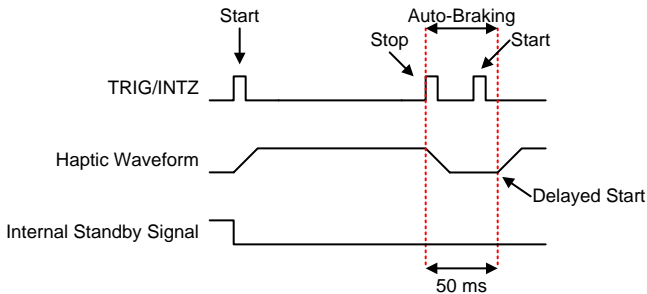 Start
Auto-Braking
Stop
Start
TRIG/INTZ
Haptic Waveform
Delayed Start
Internal Standby Signal
50 ms